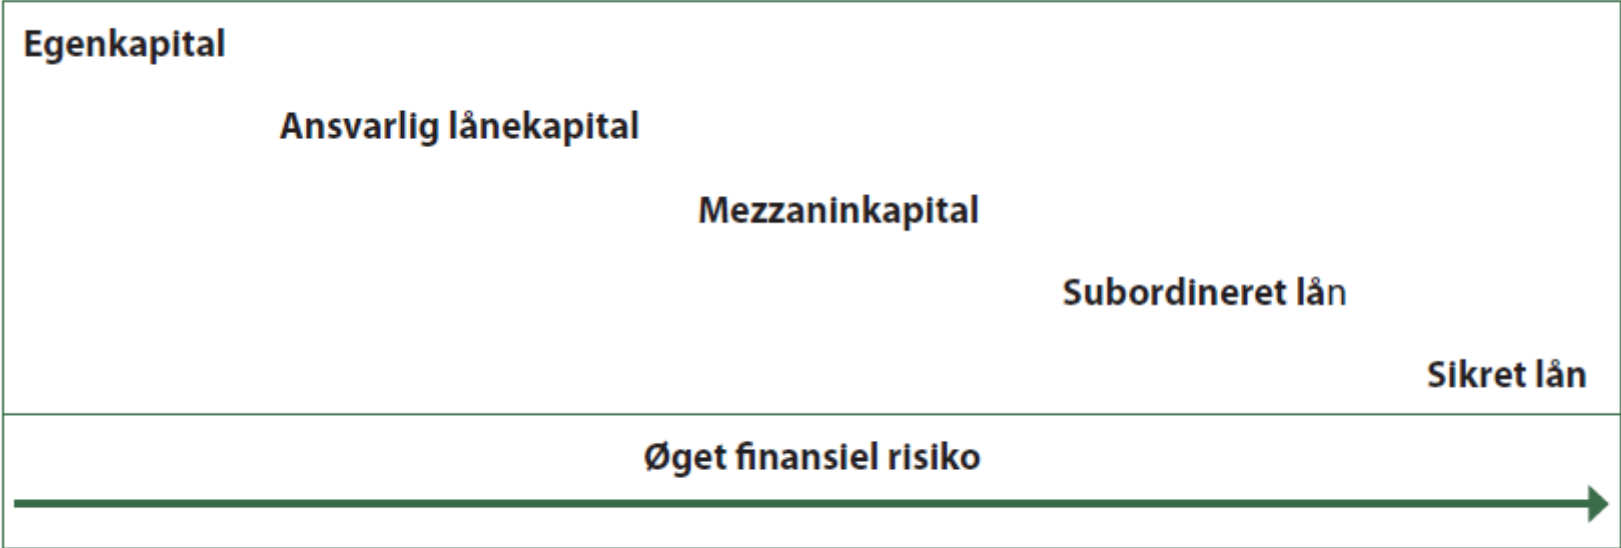 Egenkapital
Ansvarlig lånekapital
Mezzaninkapital
Subordineret lån
Sikret lån
Øget finansiel risiko